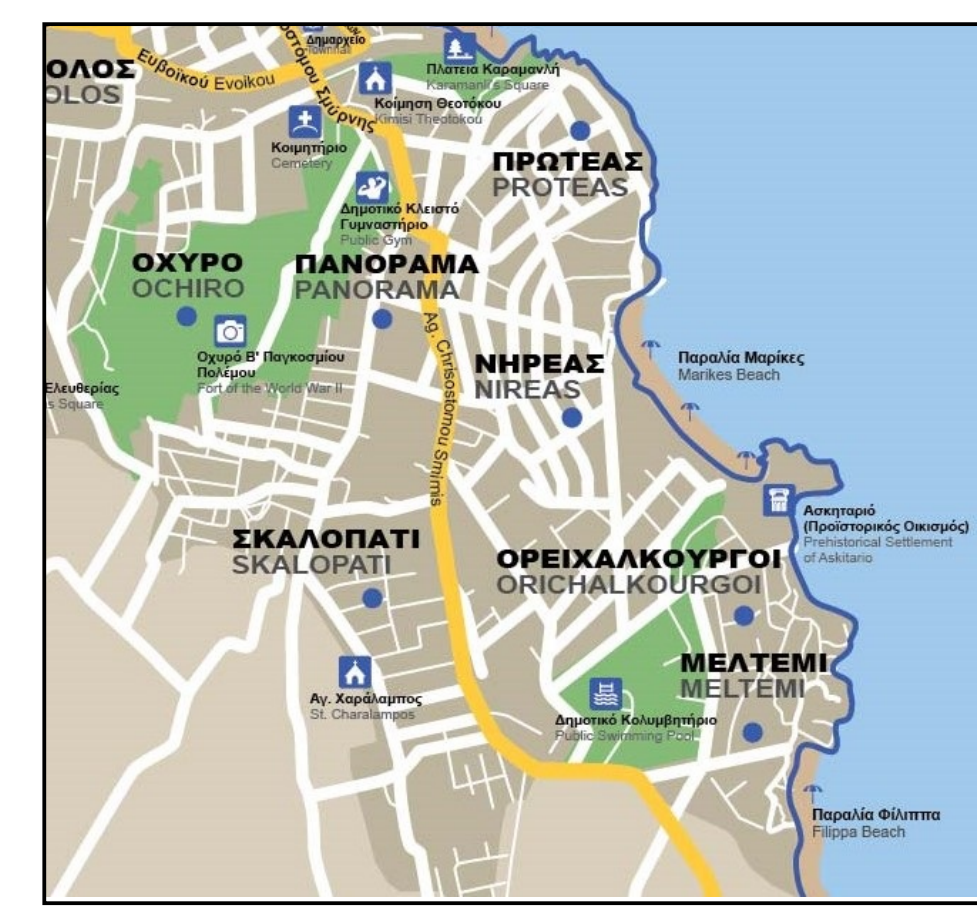 Δημαρχείο
Townhall
Ευβοϊκού Evoikou
ΟΛΟΣ
OLOS
οστόμου Σμύρνης
Πλατεία Καραμανλή
Karamanli's Square
Κοίμηση Θεοτόκου
Kimisi Theotokou
Κοιμητήριο
Cemetery
ΠΡΩΤΕΑΣ
PROTEAS
Δημοτικό Κλειστό
Γυμναστήριο
Public Gym
ΟΧΥΡΟ
OCHIRO
ΠΑΝΟΡΑΜΑ
PANORAMA
Ag. Chrisostomou Smirnis
Οχυρό Β' Παγκοσμίου
Πολέμου
Fort of the World War II
Ελευθερίας
s Square
ΝΗΡΕΑΣ
NIREAS
Παραλία Μαρίκες
Marikes Beach
Ασκηταριό
(Προϊστορικός Οικισμός)
Prehistorical Settlement
of Askitario
ΣΚΑΛΟΠΑΤΙ
SKALOPATI
ΟΡΕΙΧΑΛΚΟΥΡΓΟΙ
ORICHALKOURGOI
ΜΕΛΤΕΜΙ
MELTEMI
Αγ. Χαράλαμπος
St. Charalampos
Δημοτικό Κολυμβητήριο
Public Swimming Pool
Παραλία Φίλιππα
Filippa Beach